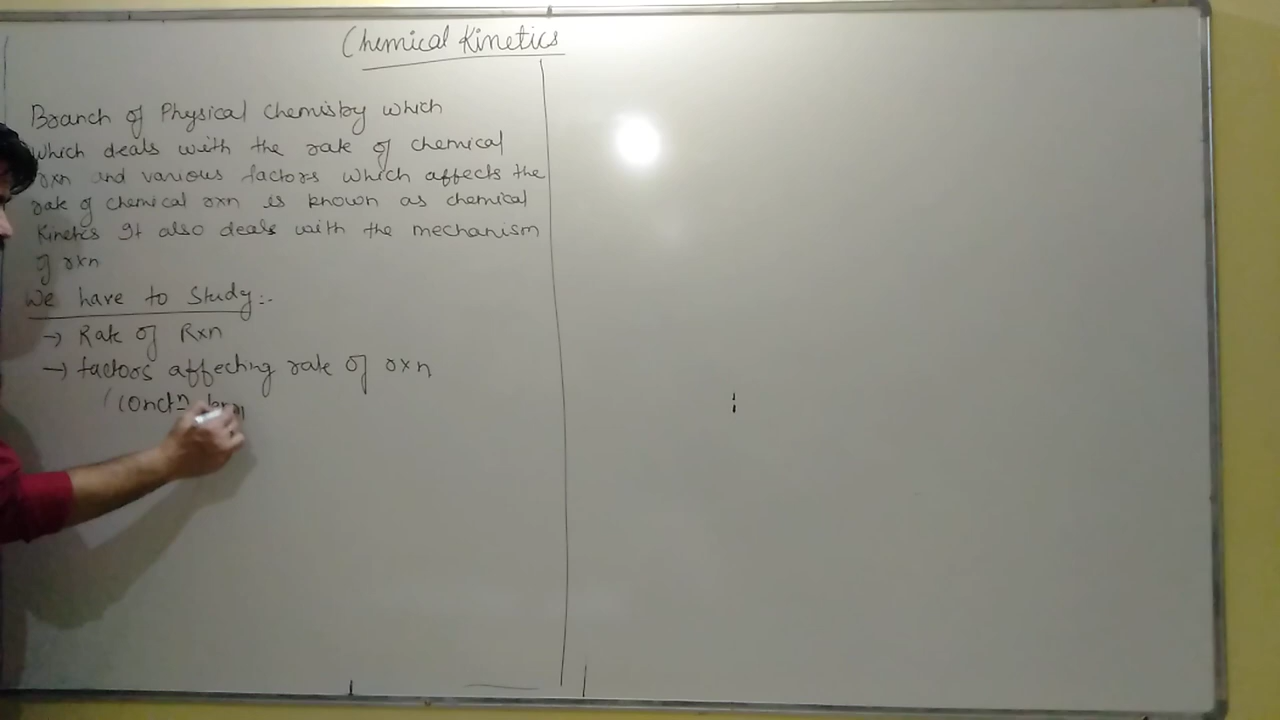 Chemical Kinetics
Branch of Physical Chemistry which
which deals with the rate of chemical
rxn and various factors which affects the
rate of chemical rxn is known as chemical
Kinetics It also deals with the mechanism
of rxn
We have to Study:-
→ Rate of Rxn
→ factors affecting rate of rxn
(Conctn